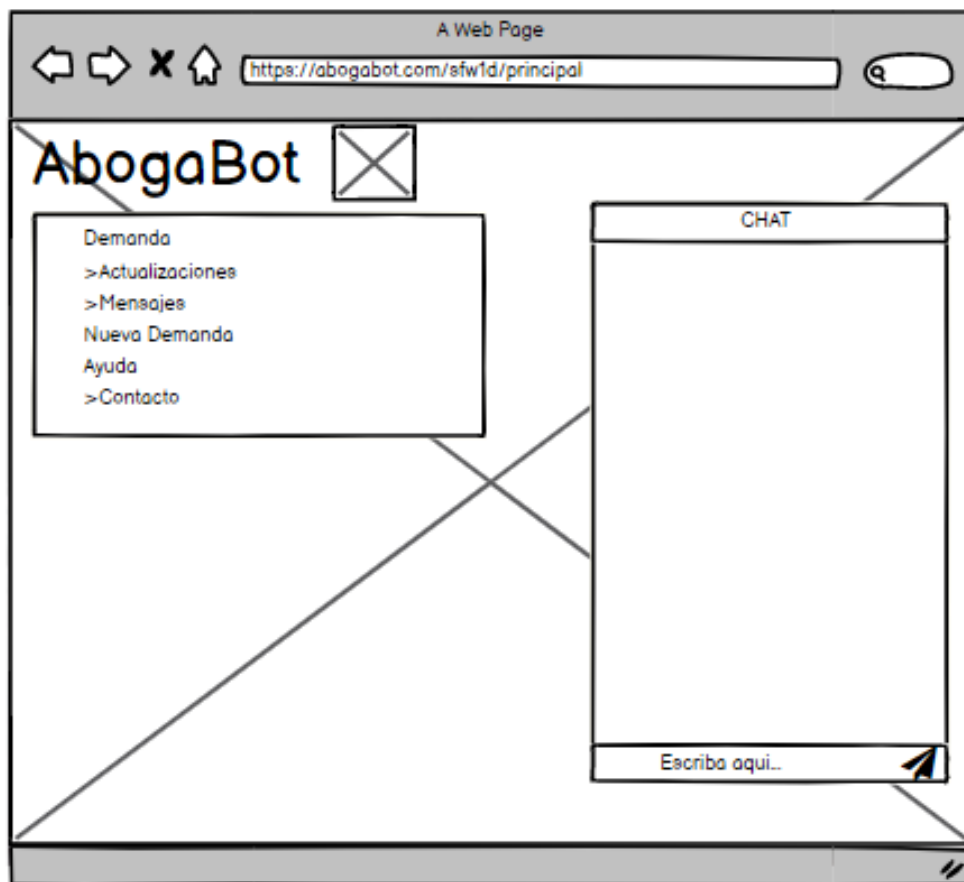 A Web Page
https://abogabot.com/sfw1d/principal
AbogaBot
Demanda
>Actualizaciones
>Mensajes
Nueva Demanda
Ayuda
>Contacto
CHAT
Escriba aqui...